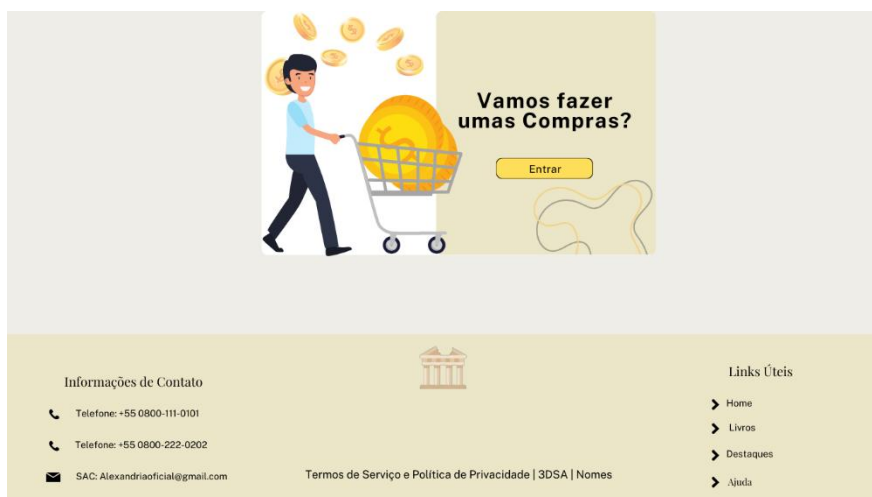 Vamos fazer
umas Compras?
Entrar
Informações de Contato
Telefone: +55 0800-111-0101
Telefone: +55 0800-222-0202
SAC: Alexandriaoficial@gmail.com
Termos de Serviço e Política de Privacidade | 3DSA | Nomes
Links Úteis
Home
Livros
Destaques
Ajuda